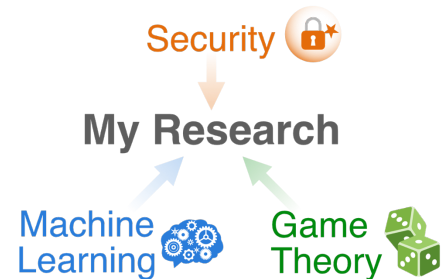 Security
My Research
Machine
Learning
Game
Theory